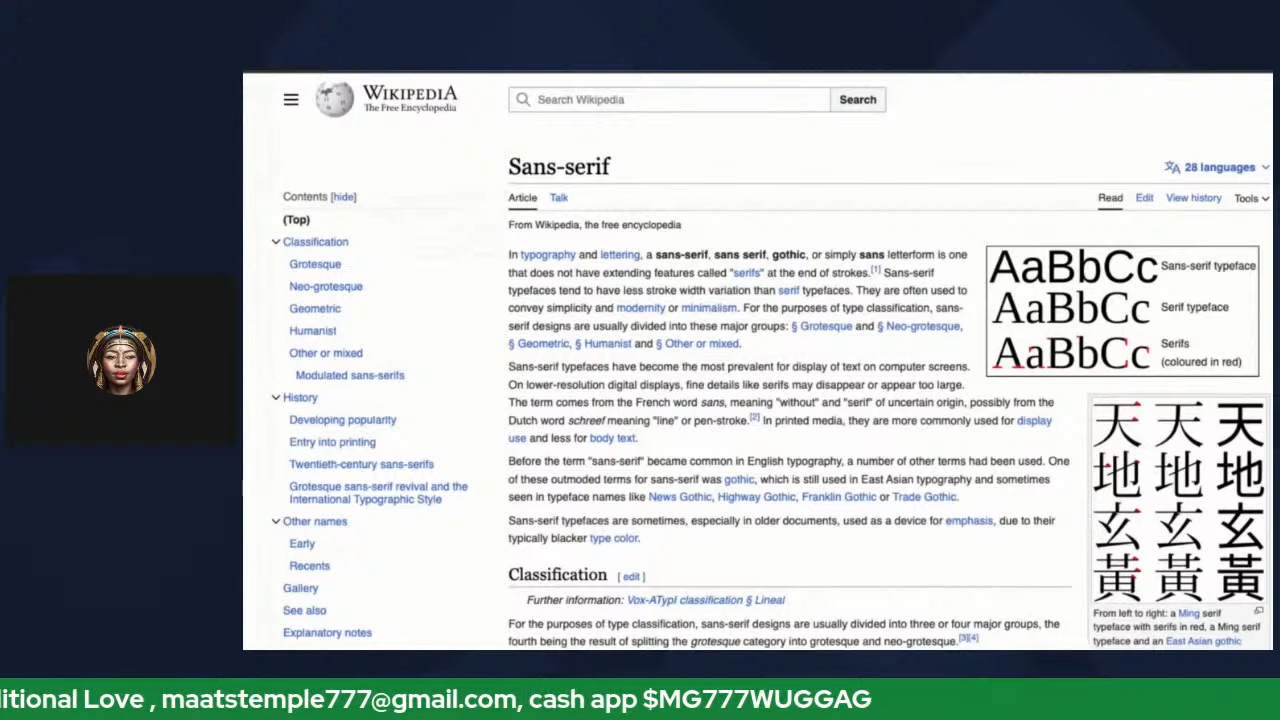 WIKIPEDIA
The Free Encyclopedia
Search Wikipedia
Search
Sans-serif
28 languages
Article Talk
Read Edit View history Tools
From Wikipedia, the free encyclopedia
Contents [hide]
(Top)
Classification
Grotesque
Neo-grotesque
Geometric
Humanist
Other or mixed
Modulated sans-serifs
History
Developing popularity
Entry into printing
Twentieth-century sans-serifs
Grotesque sans-serif revival and the
International Typographic Style
Other names
Early
Recents
Gallery
See also
Explanatory notes
In typography and lettering, a sans-serif, sans serif, gothic, or simply sans letterform is one
that does not have extending features called "serifs" at the end of strokes.[1] Sans-serif
typefaces tend to have less stroke width variation than serif typefaces. They are often used to
convey simplicity and modernity or minimalism. For the purposes of type classification, sans-
serif designs are usually divided into these major groups: § Grotesque and § Neo-grotesque,
§ Geometric, § Humanist and § Other or mixed.
Sans-serif typefaces have become the most prevalent for display of text on computer screens.
On lower-resolution digital displays, fine details like serifs may disappear or appear too large.
The term comes from the French word sans, meaning "without" and "serif" of uncertain origin, possibly from the
Dutch word schreef meaning "line" or pen-stroke.[2] In printed media, they are more commonly used for display
use and less for body text.
Before the term "sans-serif" became common in English typography, a number of other terms had been used. One
of these outmoded terms for sans-serif was gothic, which is still used in East Asian typography and sometimes
seen in typeface names like News Gothic, Highway Gothic, Franklin Gothic or Trade Gothic.
Sans-serif typefaces are sometimes, especially in older documents, used as a device for emphasis, due to their
typically blacker type color.
Classification [ edit ]
Further information: Vox-ATypI classification § Lineal
For the purposes of type classification, sans-serif designs are usually divided into three or four major groups, the
fourth being the result of splitting the grotesque category into grotesque and neo-grotesque.[3][4]
AaBbCc Sans-serif typeface
AaBbCc Serif typeface
AaBbCc Serifs
(coloured in red)
天 天 天
地 地 地
玄 玄 玄
黃 黃 黃
From left to right: a Ming serif
typeface with serifs in red, a Ming serif
typeface and an East Asian gothic
litional Love , maatstemple777@gmail.com, cash app $MG777WUGGAG